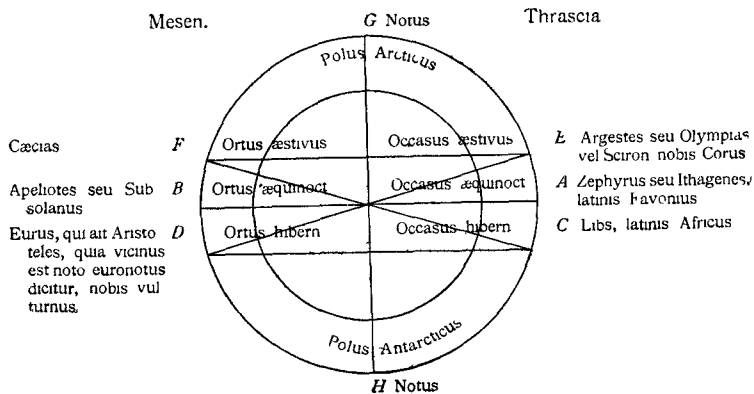 Mesen.
G Notus
Thrascia
Polus Arcticus
Cæcias F
Ortus æstivus
Occasus æstivus
E Argestes seu Olympias
vel Sciron nobis Corus
Apeliotes seu Sub B
solanus
Ortus æquinoct
Occasus æquinoct
A Zephyrus seu Ithagenes,
latinis Favonius
Eurus, qui ait Aristo D
teles, quia vicinus
est noto euronotus
dicitur, nobis vul
turnus,
Ortus hibern
Occasus hibern
C Libs, latinis Africus
Polus Antarcticus
H Notus